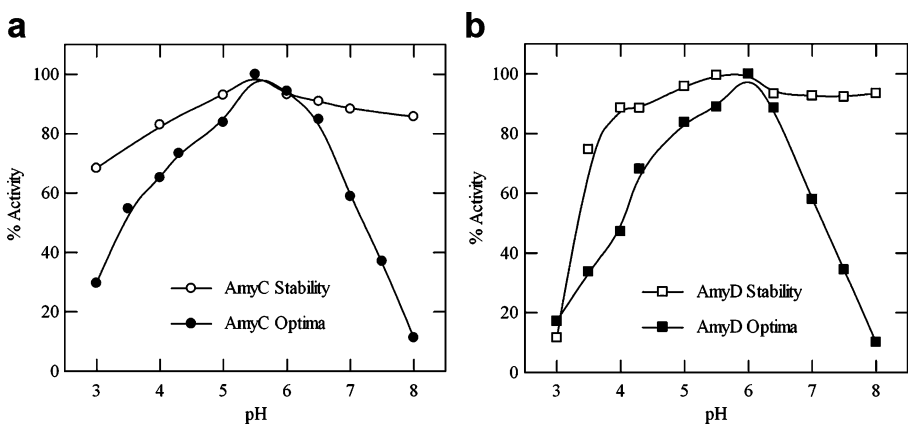 a
100
80
60
40
20
0
% Activity
3 4 5 6 7 8
pH
AmyC Stability
AmyC Optima
b
100
80
60
40
20
0
% Activity
3 4 5 6 7 8
pH
AmyD Stability
AmyD Optima